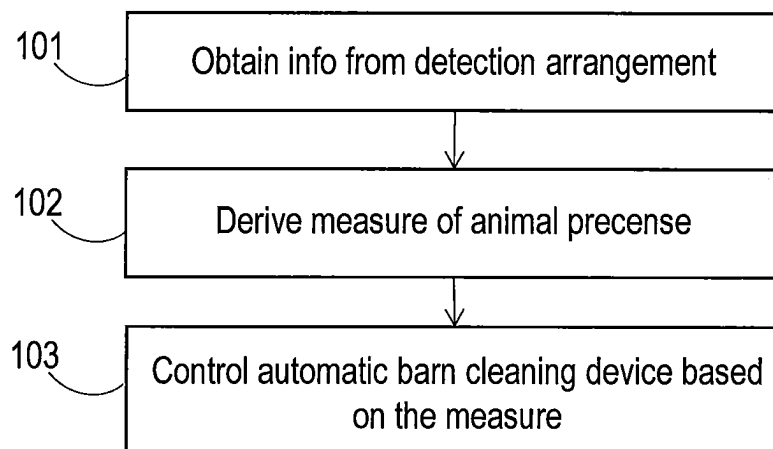 101
Obtain info from detection arrangement
102
Derive measure of animal precense
103
Control automatic barn cleaning device based
on the measure